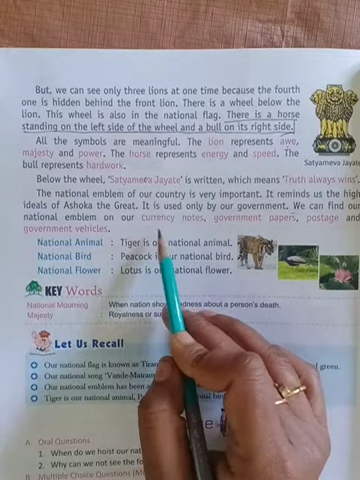 But, we can see only three lions at one time because the fourth
one is hidden behind the front lion. There is a wheel below the
lion. This wheel is also in the national flag. There is a horse
standing on the left side of the wheel and a bull on its right side.
All the symbols are meaningful. The lion represents awe,
majesty and power. The horse represents energy and speed. The
bull represents hardwork.
Satyameva Jayate
Below the wheel, 'Satyameva Jayate' is written, which means 'Truth always wins'.
The national emblem of our country is very important. It reminds us the high
ideals of Ashoka the Great. It is used only by our government. We can find our
national emblem on our currency notes, government papers, postage and
government vehicles.
National Animal : Tiger is our national animal.
National Bird : Peacock is our national bird.
National Flower : Lotus is our national flower.
KEY Words
National Mourning When nation shows sadness about a person's death.
Majesty Royalness or
Let Us Recall
Our national flag is known as green.
Our national song 'Vande-
Our national emblem has been
Tiger is our national animal,
A. Oral Questions
1. When do we hoist our
2. Why can we not see the
B. Multiple Choice Questions